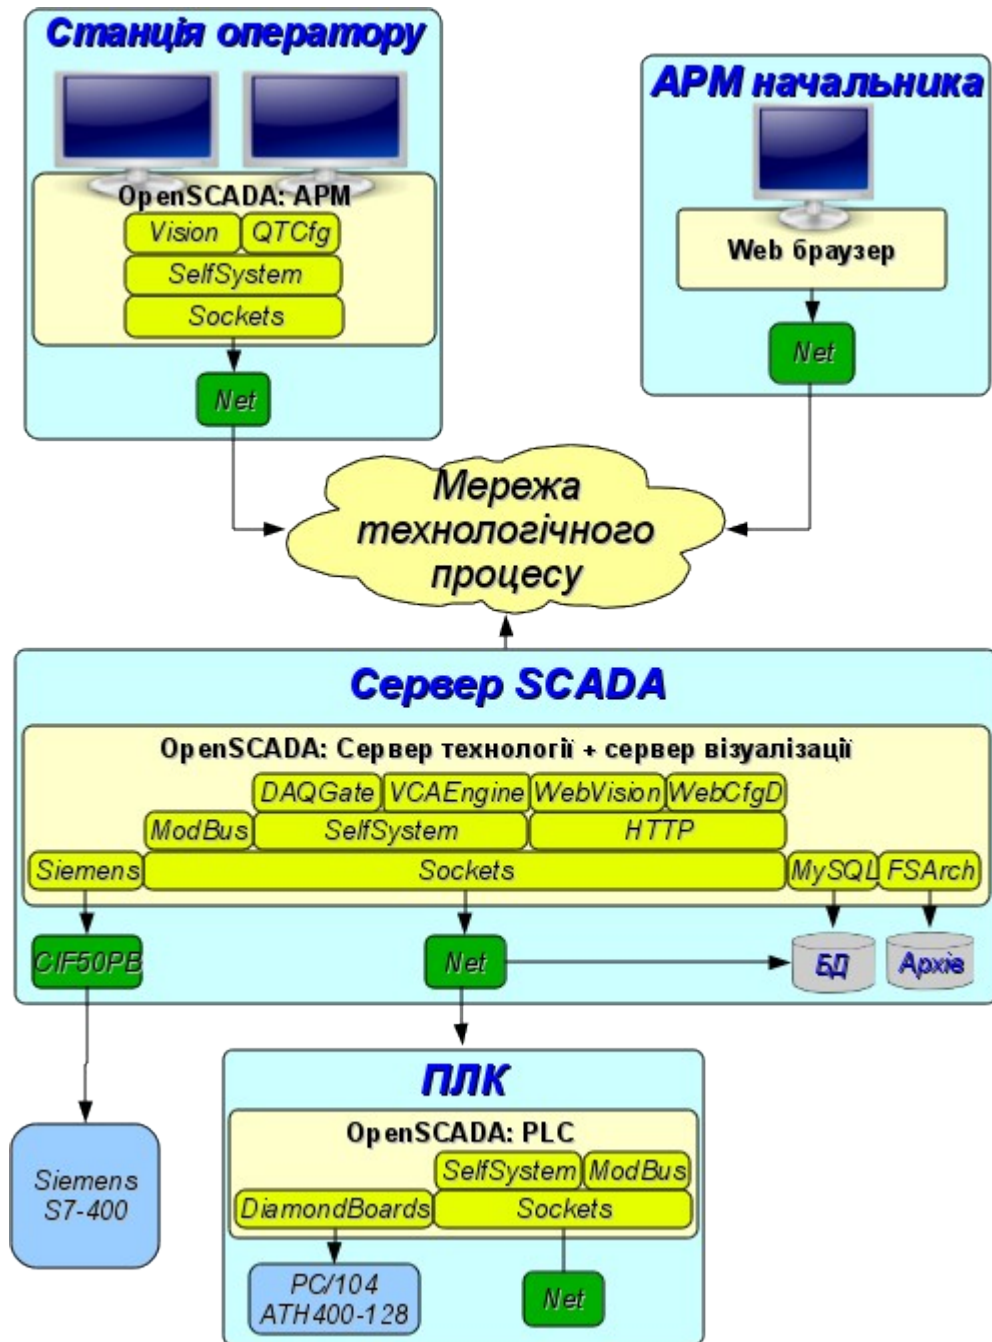 Станція оператору
OpenSCADA: АРМ
Vision QTCfg
SelfSystem
Sockets
Net
АРМ начальника
Web браузер
Net
Мережа
технологічного
процесу
Сервер SCADA
OpenSCADA: Сервер технології + сервер візуалізації
DAQGate VCAEngine WebVision WebCfgD
ModBus SelfSystem HTTP
Siemens Sockets MySQL FSArch
CIF50PB Net БД Архів
Siemens
S7-400
ПЛК
OpenSCADA: PLC
SelfSystem ModBus
DiamondBoards Sockets
PC/104
ATH400-128
Net